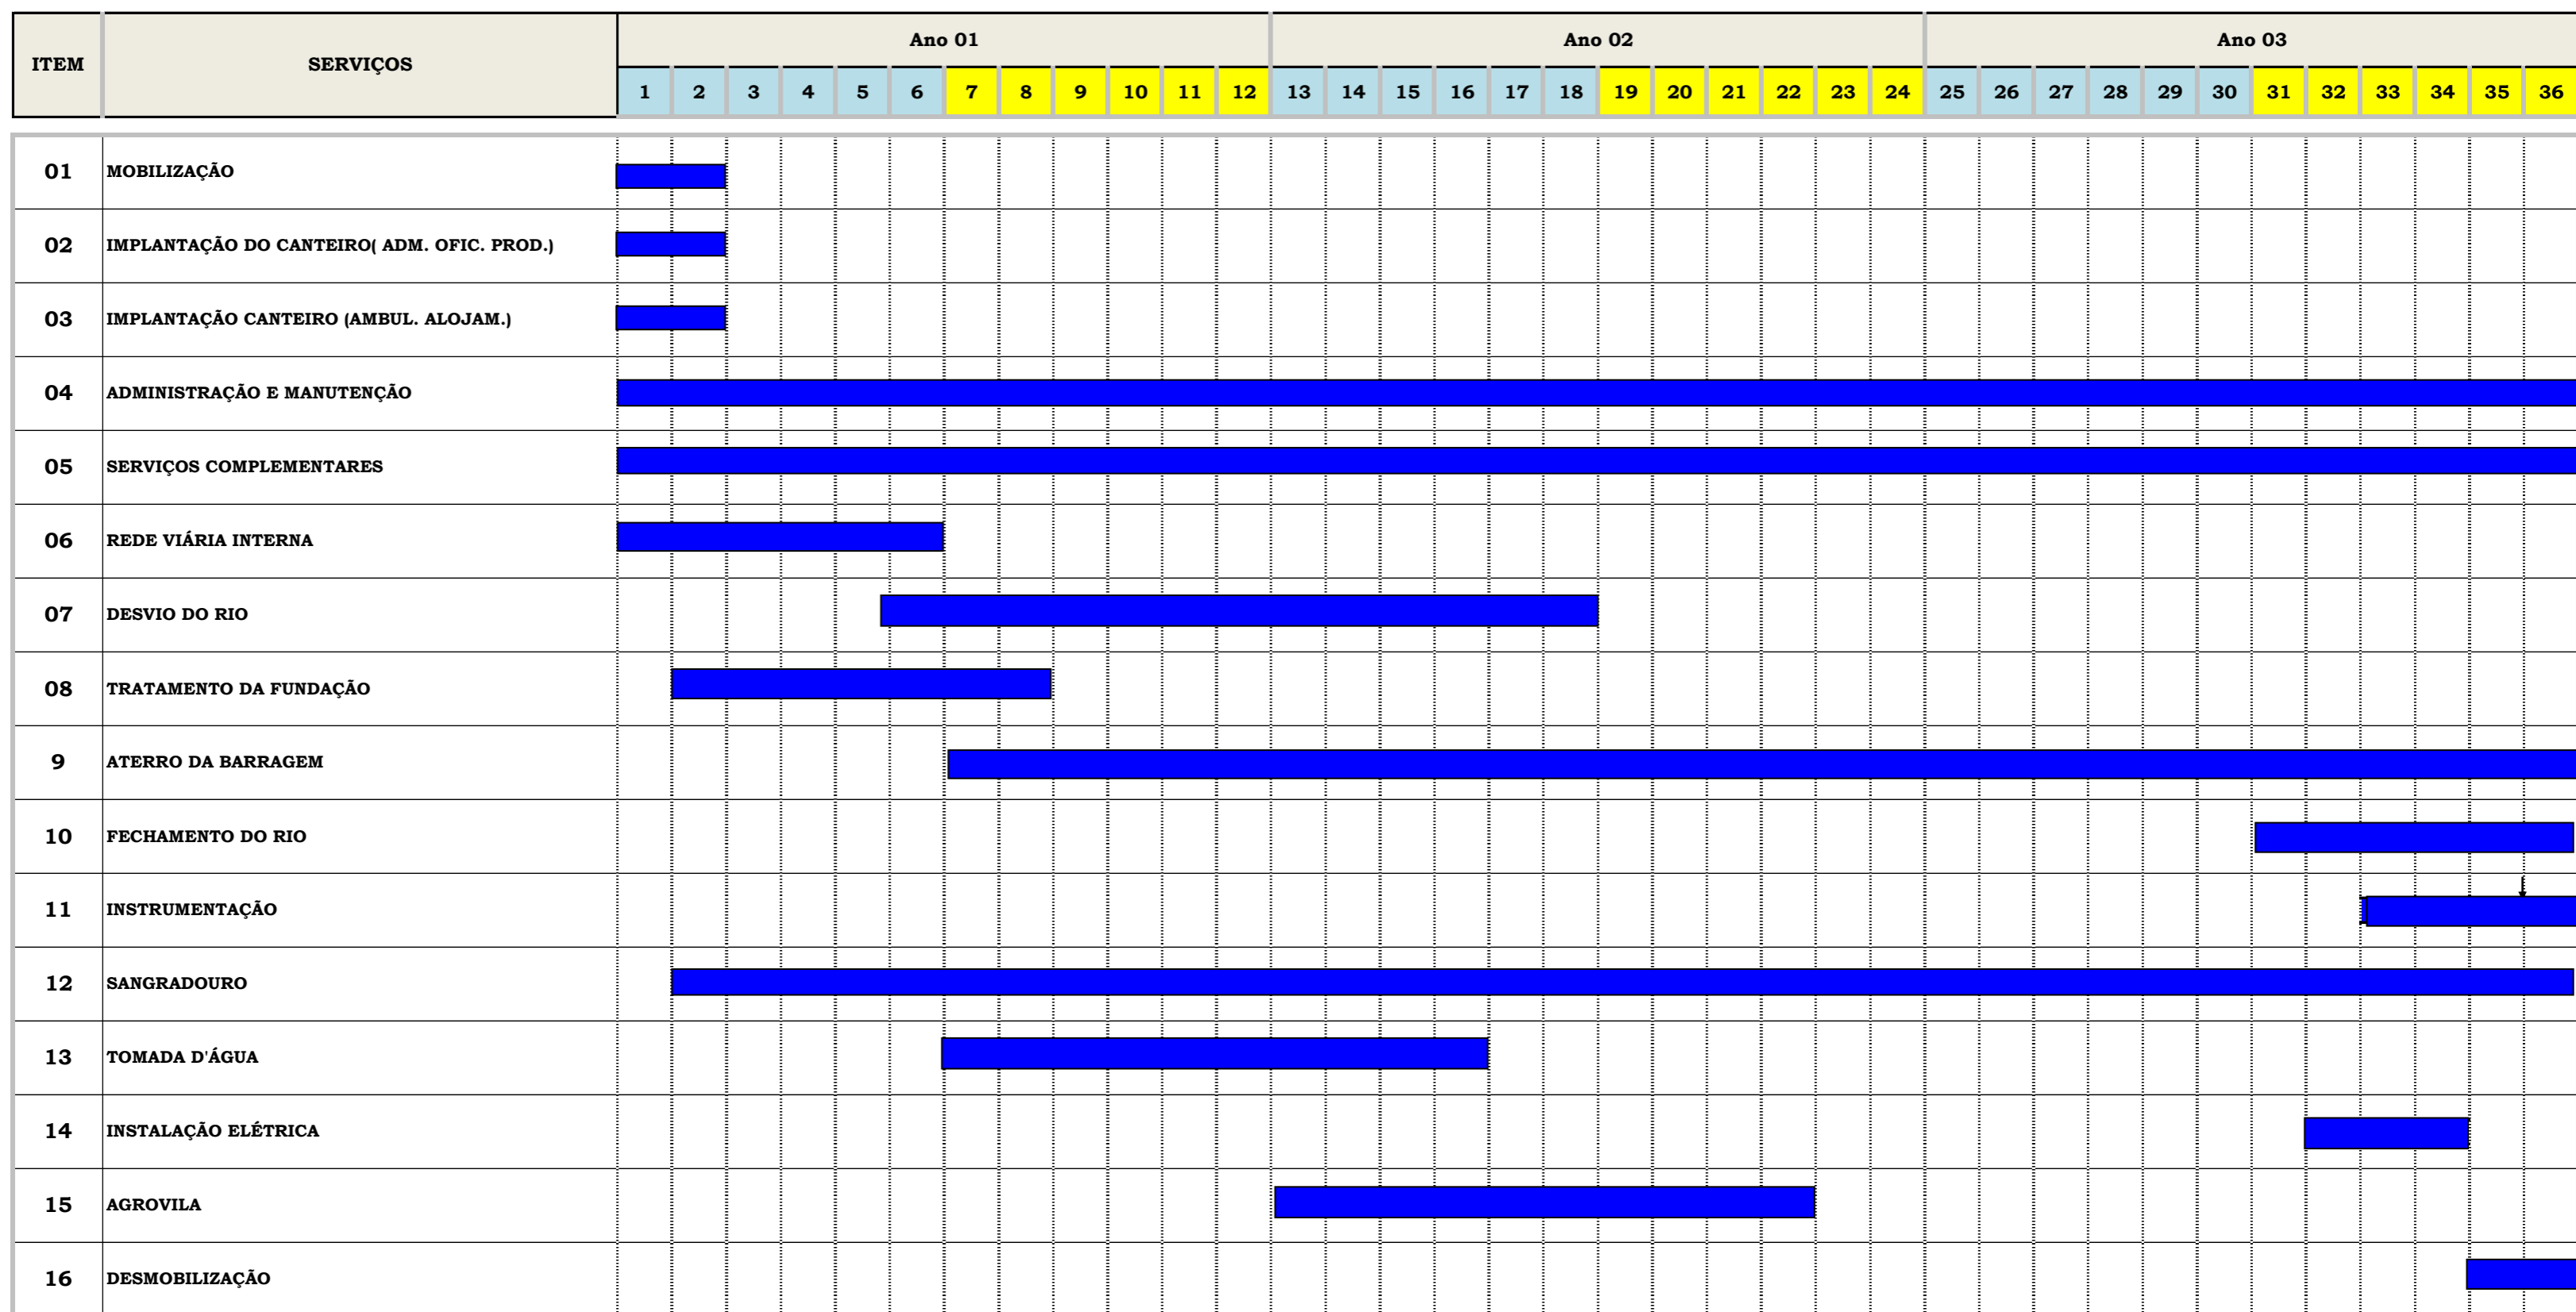 ITEM SERVIÇOS Ano 01 Ano 02 Ano 03
1 2 3 4 5 6 7 8 9 10 11 12 13 14 15 16 17 18 19 20 21 22 23 24 25 26 27 28 29 30 31 32 33 34 35 36
01 MOBILIZAÇÃO
02 IMPLANTAÇÃO DO CANTEIRO( ADM. OFIC. PROD.)
03 IMPLANTAÇÃO CANTEIRO (AMBUL. ALOJAM.)
04 ADMINISTRAÇÃO E MANUTENÇÃO
05 SERVIÇOS COMPLEMENTARES
06 REDE VIÁRIA INTERNA
07 DESVIO DO RIO
08 TRATAMENTO DA FUNDAÇÃO
9 ATERRO DA BARRAGEM
10 FECHAMENTO DO RIO
11 INSTRUMENTAÇÃO
12 SANGRADOURO
13 TOMADA D'ÁGUA
14 INSTALAÇÃO ELÉTRICA
15 AGROVILA
16 DESMOBILIZAÇÃO